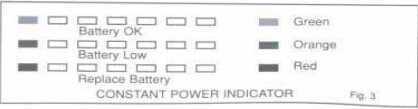 Green
Battery OK
Orange
Battery Low
Red
Replace Battery
CONSTANT POWER INDICATOR
Fig. 3